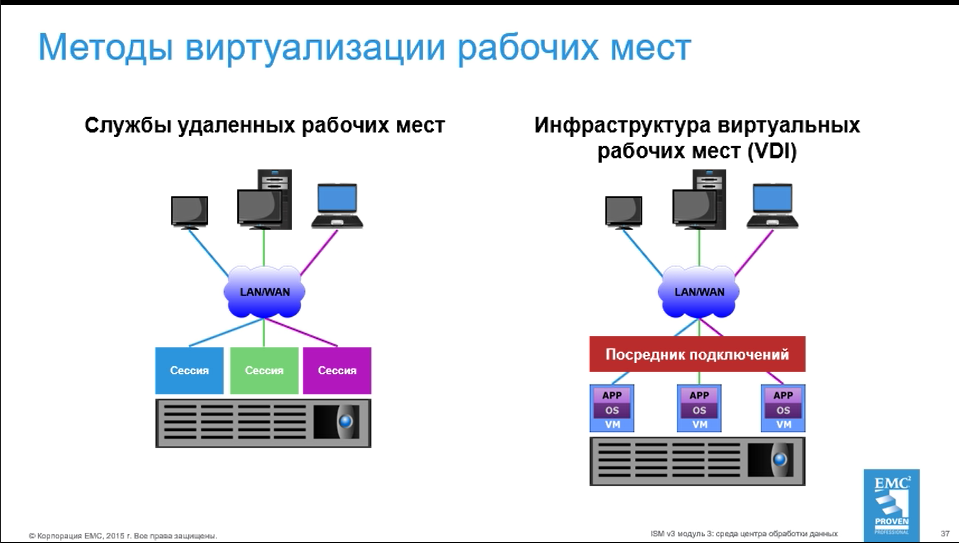 Методы виртуализации рабочих мест
Службы удаленных рабочих мест
LAN/WAN
Сессия
Сессия
Сессия
Инфраструктура виртуальных
рабочих мест (VDI)
LAN/WAN
Посредник подключений
APP
OS
VM
APP
OS
VM
APP
OS
VM
EMC²
PROVEN
PROFESSIONAL
© Корпорация EMC, 2015 г. Все права защищены.
ISM v3 модуль 3: среда центра обработки данных
37